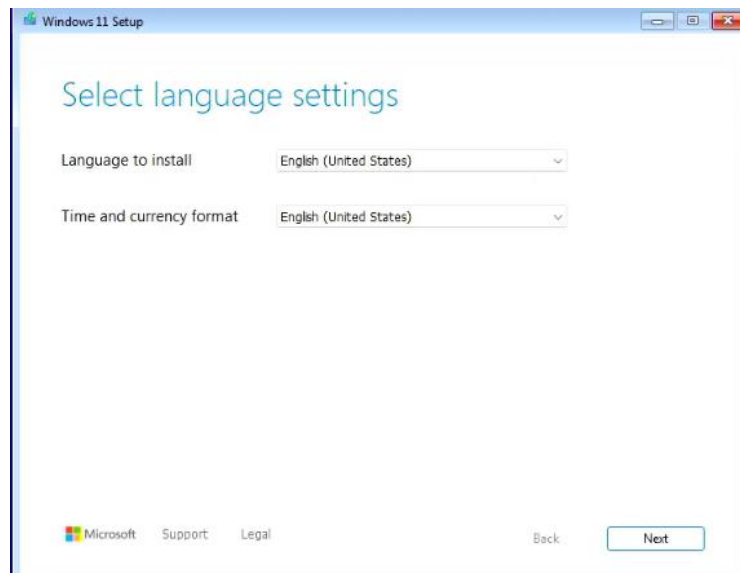 Windows 11 Setup
Select language settings
Language to install English (United States)
Time and currency format English (United States)
Microsoft Support Legal Back Next